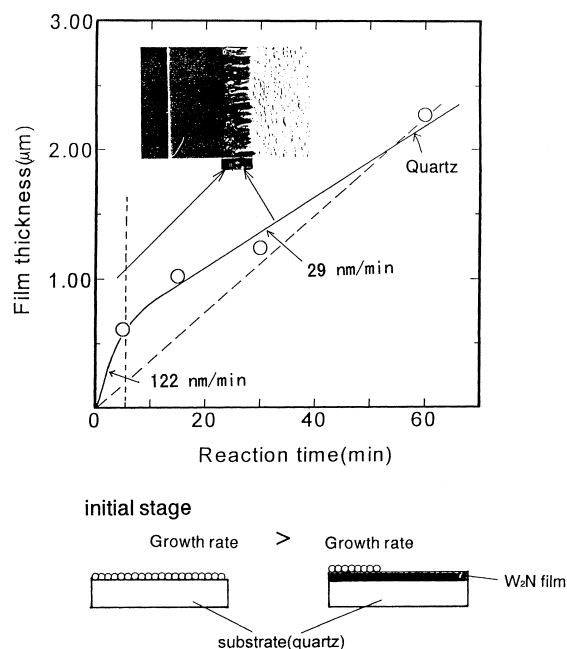 3.00
2.00
1.00
0
Film thickness(μm)
Quartz
29 nm/min
122 nm/min
0 20 40 60
Reaction time(min)
initial stage
Growth rate > Growth rate
W₂N film
substrate(quartz)